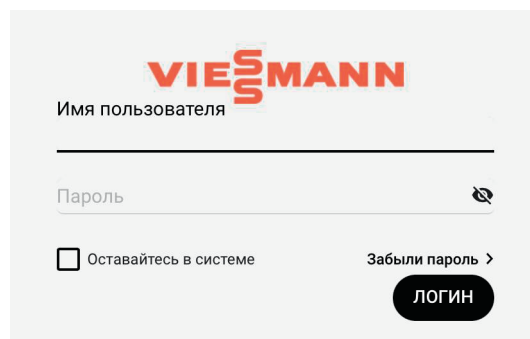 VIESSMANN
Имя пользователя
Пароль
Оставайтесь в системе
Забыли пароль >
ЛОГИН